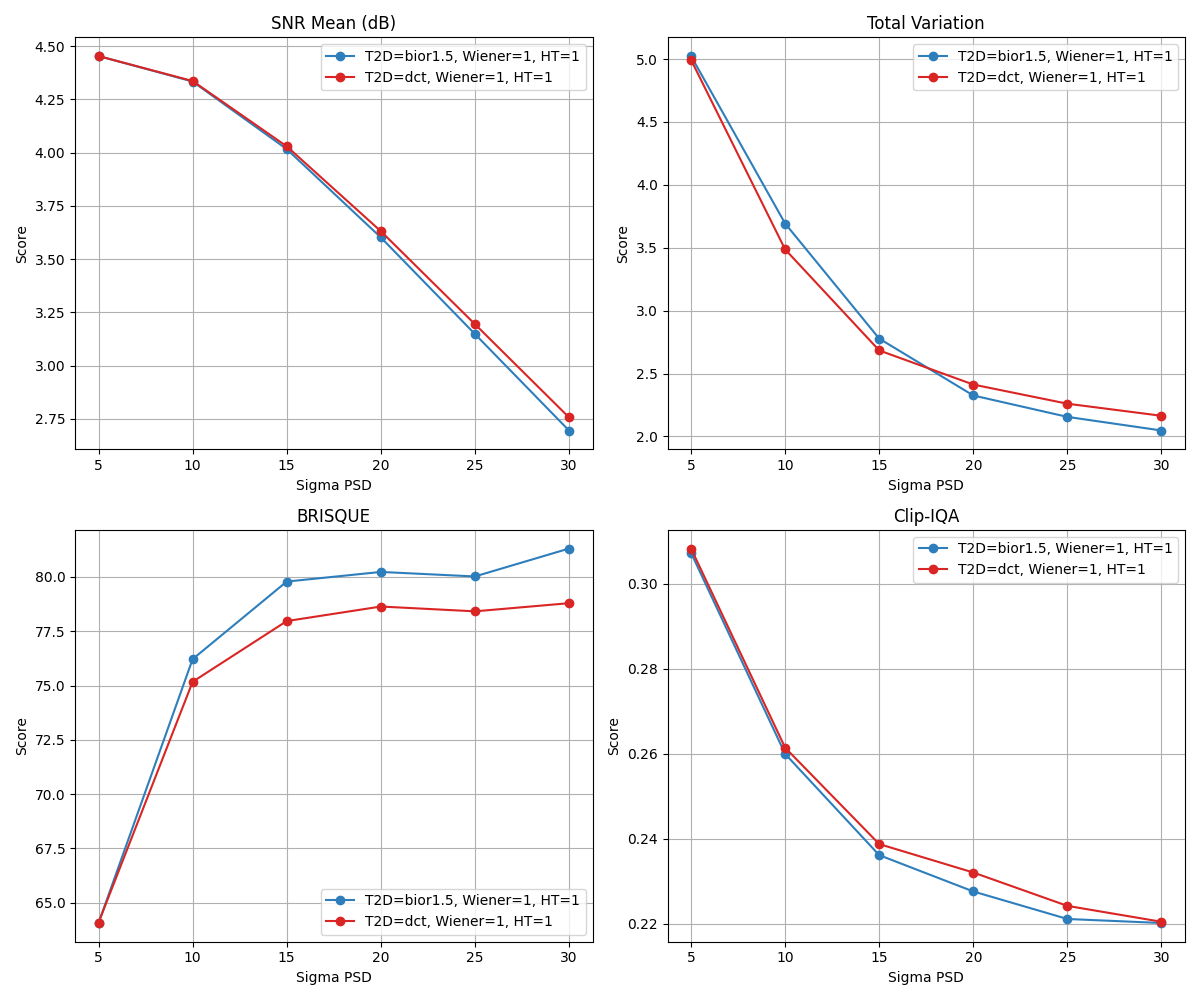 SNR Mean (dB)
4.50
4.25
4.00
3.75
3.50
3.25
3.00
2.75
Score
T2D=bior1.5, Wiener=1, HT=1
T2D=dct, Wiener=1, HT=1
5 10 15 20 25 30
Sigma PSD
Total Variation
5.0
4.5
4.0
3.5
3.0
2.5
2.0
Score
T2D=bior1.5, Wiener=1, HT=1
T2D=dct, Wiener=1, HT=1
5 10 15 20 25 30
Sigma PSD
BRISQUE
80.0
77.5
75.0
72.5
70.0
67.5
65.0
Score
T2D=bior1.5, Wiener=1, HT=1
T2D=dct, Wiener=1, HT=1
5 10 15 20 25 30
Sigma PSD
Clip-IQA
0.30
0.28
0.26
0.24
0.22
Score
T2D=bior1.5, Wiener=1, HT=1
T2D=dct, Wiener=1, HT=1
5 10 15 20 25 30
Sigma PSD